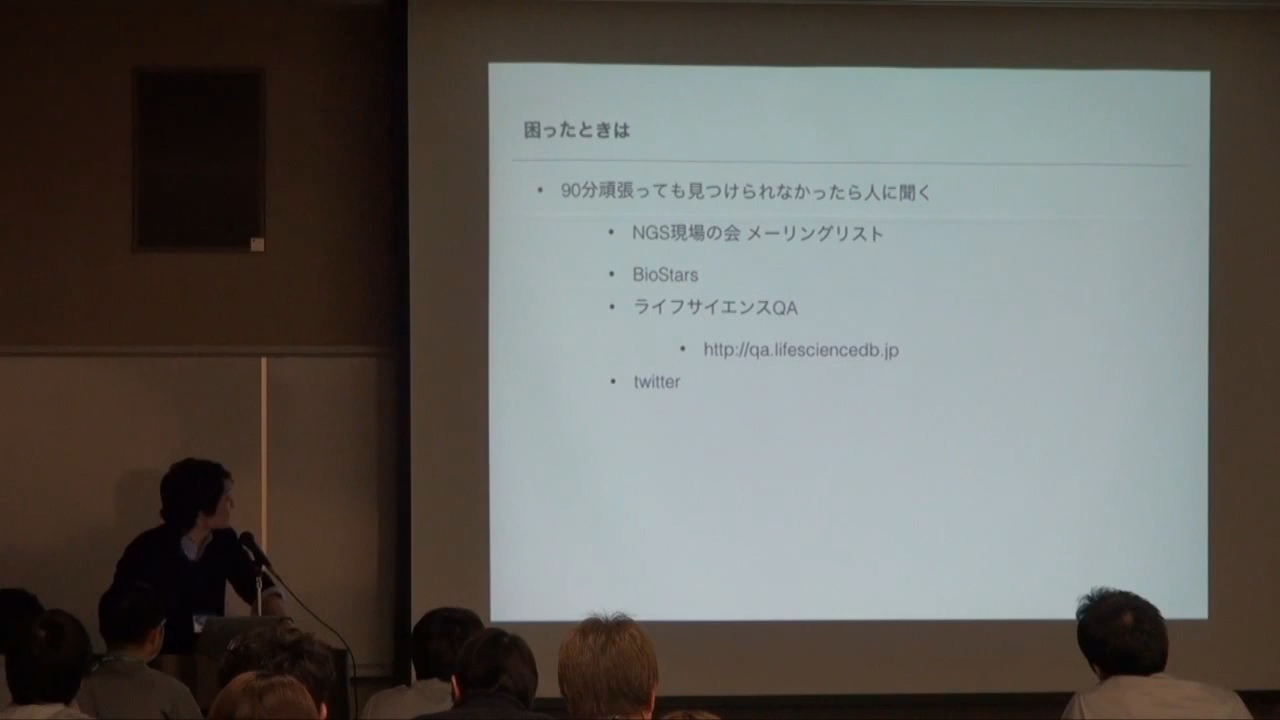 困ったときは
90分頑張っても見つけられなかったら人に聞く
NGS現場の会 メーリングリスト
BioStars
ライフサイエンスQA
http://qa.lifesciencedb.jp
twitter